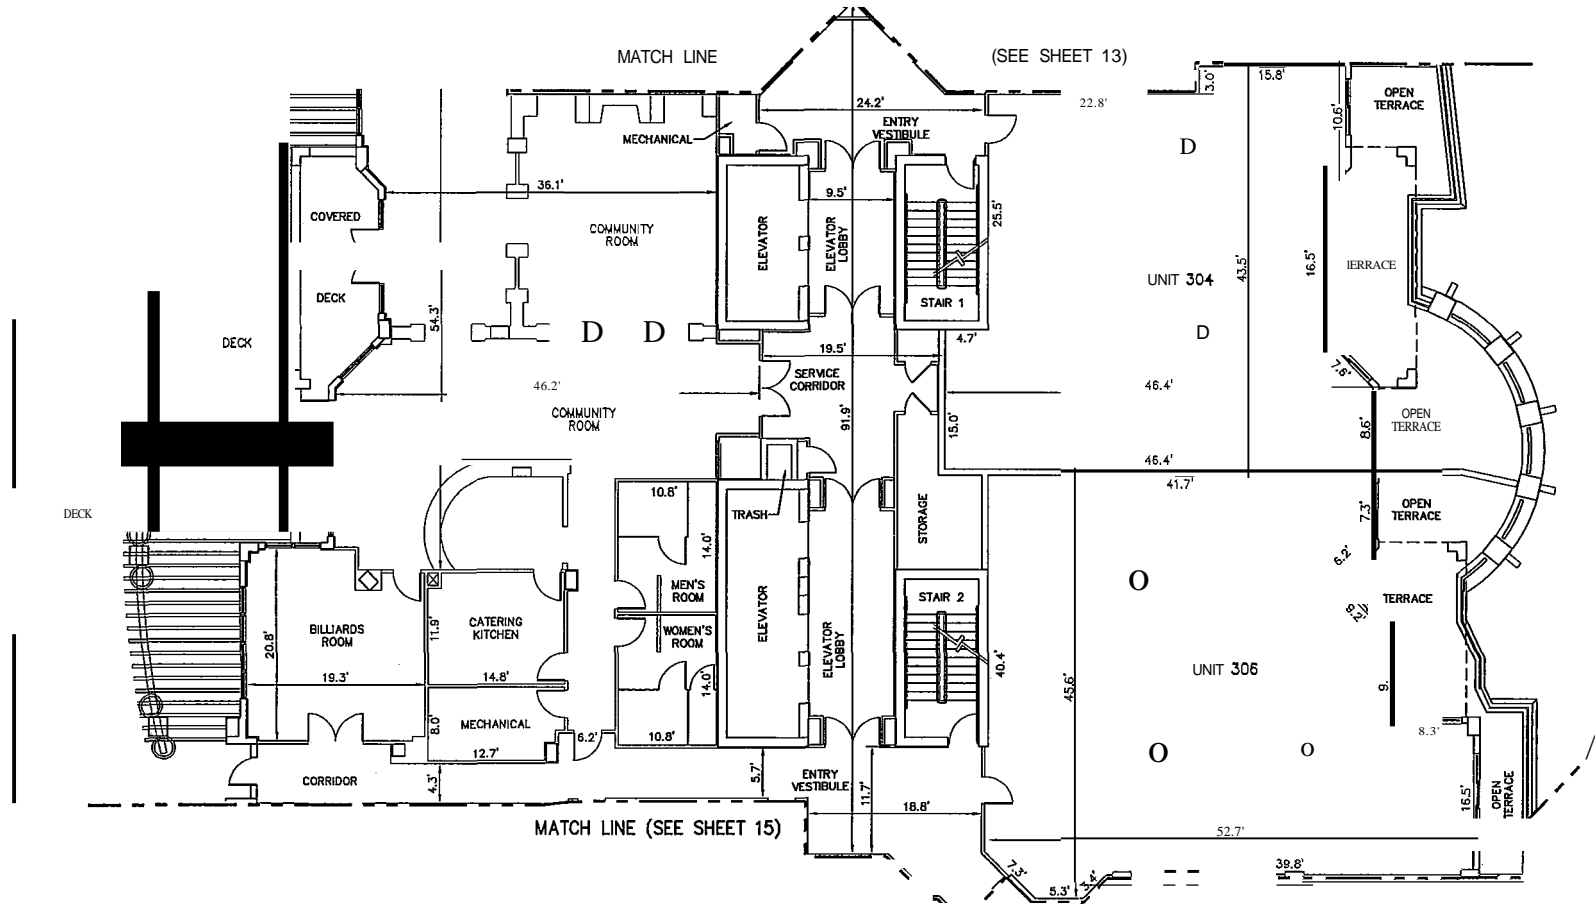 MATCH LINE
(SEE SHEET 13)
3.0'
15.8'
OPEN
TERRACE
24.2'
22.8'
10.6'
ENTRY
VESTIBULE
MECHANICAL
D
36.1'
9.5'
COVERED
25.5'
COMMUNITY
ROOM
ELEVATOR
ELEVATOR
LOBBY
43.5'
16.5'
TERRACE
UNIT 304
DECK
STAIR 1
54.3'
D D
D
DECK
4.7'
19.5'
7.6'
SERVICE
CORRIDOR
46.2'
46.4'
COMMUNITY
ROOM
91.9'
15.0'
8.6'
OPEN
TERRACE
46.4'
41.7'
10.8'
DECK
TRASH
STORAGE
7.3'
OPEN
TERRACE
14.0'
6.2'
O
MEN'S
ROOM
STAIR 2
TERRACE
CATERING
KITCHEN
BILLIARDS
ROOM
11.9'
20.8'
WOMEN'S
ROOM
ELEVATOR
ELEVATOR
LOBBY
40.4'
UNIT 306
19.3'
14.8'
14.0'
45.6'
9.
MECHANICAL
8.0'
6.2'
10.8'
8.3'
12.7'
O
O
CORRIDOR
4.3'
5.7'
ENTRY
VESTIBULE
11.7'
16.5'
OPEN
TERRACE
18.8'
MATCH LINE (SEE SHEET 15)
52.7'
7.3'
39.8'
5.3'
3.4'